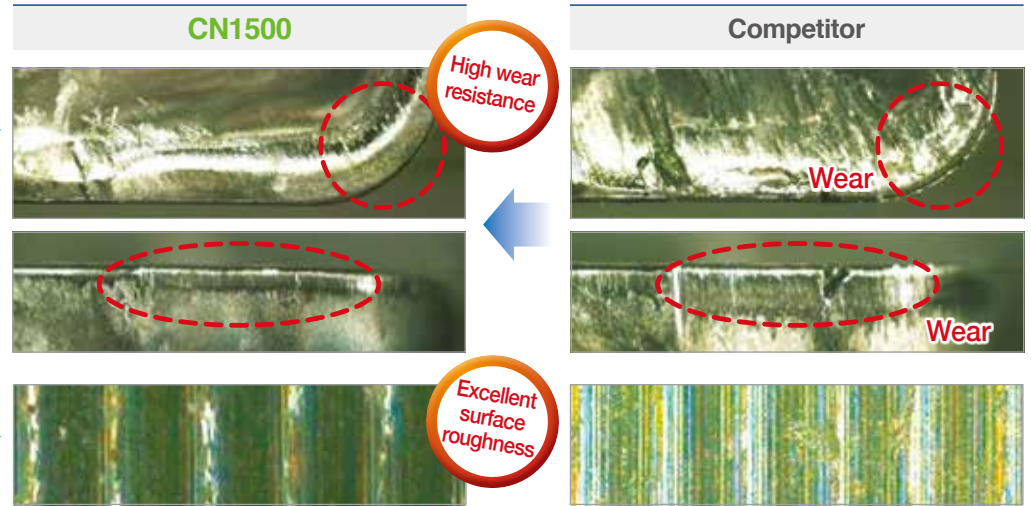 CN1500
Competitor
High wear
resistance
Wear
Wear
Excellent
surface
roughness